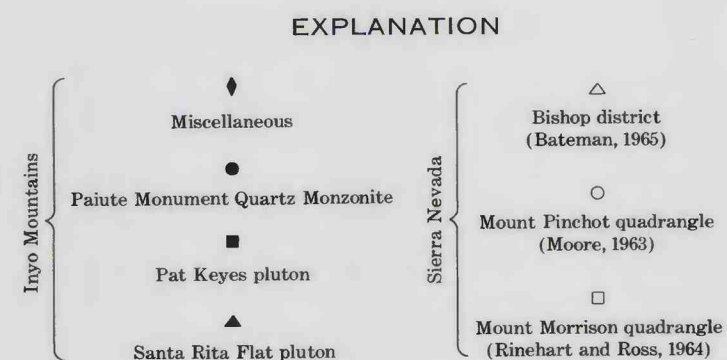 EXPLANATION
Inyo Mountains
Miscellaneous
Paiute Monument Quartz Monzonite
Pat Keyes pluton
Santa Rita Flat pluton
Sierra Nevada
Bishop district
(Bateman, 1965)
Mount Pinchot quadrangle
(Moore, 1963)
Mount Morrison quadrangle
(Rinehart and Ross, 1964)